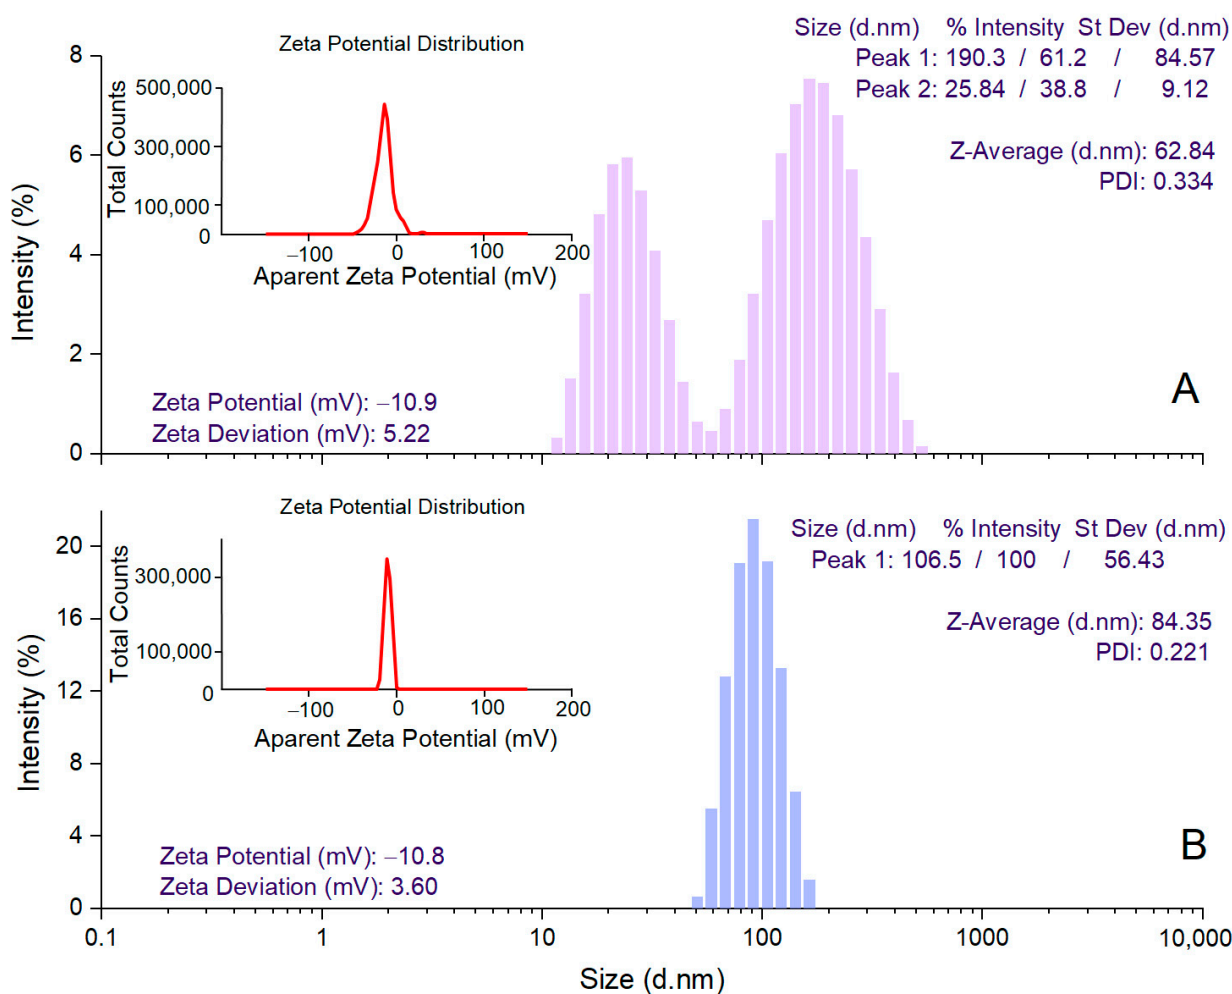 Zeta Potential Distribution
500,000
300,000
100,000
0
Total Counts
−100 0 100 200
Aparent Zeta Potential (mV)
Size (d.nm) % Intensity St Dev (d.nm)
Peak 1: 190.3 / 61.2 / 84.57
Peak 2: 25.84 / 38.8 / 9.12
Z-Average (d.nm): 62.84
PDI: 0.334
8
6
4
2
0
Intensity (%)
Zeta Potential (mV): −10.9
Zeta Deviation (mV): 5.22
A
Zeta Potential Distribution
300,000
100,000
0
Total Counts
−100 0 100 200
Aparent Zeta Potential (mV)
Size (d.nm) % Intensity St Dev (d.nm)
Peak 1: 106.5 / 100 / 56.43
Z-Average (d.nm): 84.35
PDI: 0.221
20
16
12
8
4
0
Intensity (%)
Zeta Potential (mV): −10.8
Zeta Deviation (mV): 3.60
B
0.1 1 10 100 1000 10,000
Size (d.nm)